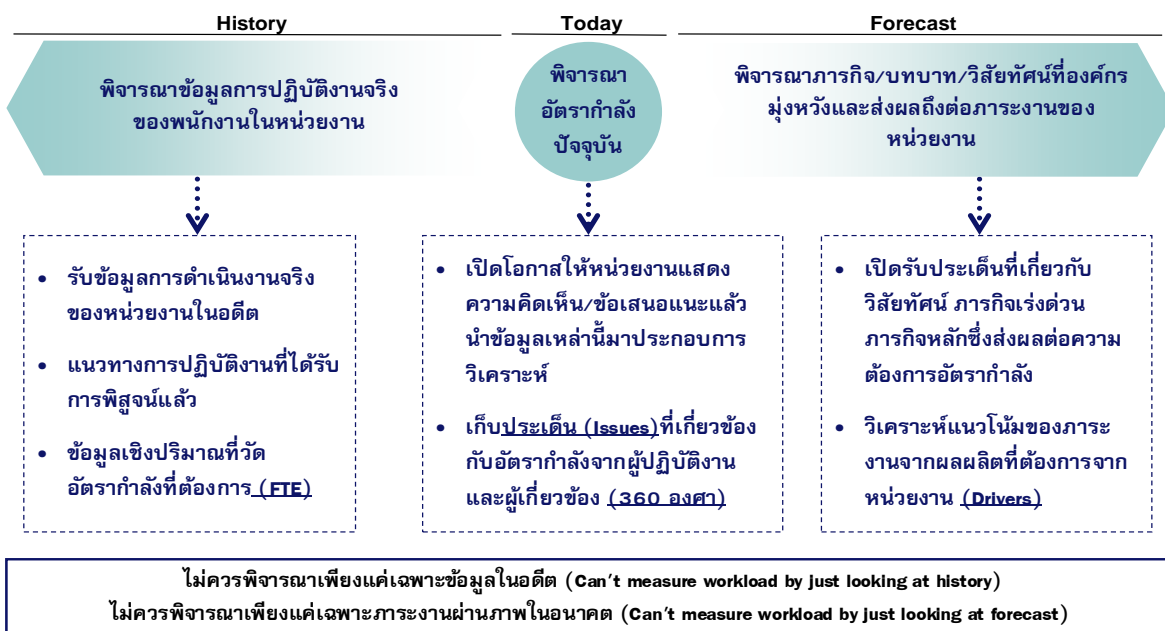 History
Today
Forecast
พิจารณาข้อมูลการปฏิบัติงานจริง
ของพนักงานในหน่วยงาน
พิจารณา
อัตรากำลัง
ปัจจุบัน
พิจารณาภารกิจ/บทบาท/วิสัยทัศน์ที่องค์กร
มุ่งหวังและส่งผลถึงต่อภาระงานของ
หน่วยงาน
• รับข้อมูลการดำเนินงานจริง
ของหน่วยงานในอดีต
• แนวทางการปฏิบัติงานที่ได้รับ
การพิสูจน์แล้ว
• ข้อมูลเชิงปริมาณที่วัด
อัตรากำลังที่ต้องการ (FTE)
• เปิดโอกาสให้หน่วยงานแสดง
ความคิดเห็น/ข้อเสนอแนะแล้ว
นำข้อมูลเหล่านี้มาประกอบการ
วิเคราะห์
• เก็บประเด็น (Issues)ที่เกี่ยวข้อง
กับอัตรากำลังจากผู้ปฏิบัติงาน
และผู้เกี่ยวข้อง (360 องศา)
• เปิดรับประเด็นที่เกี่ยวกับ
วิสัยทัศน์ ภารกิจเร่งด่วน
ภารกิจหลักซึ่งส่งผลต่อความ
ต้องการอัตรากำลัง
• วิเคราะห์แนวโน้มของภาระ
งานจากผลผลิตที่ต้องการจาก
หน่วยงาน (Drivers)
ไม่ควรพิจารณาเพียงแค่เฉพาะข้อมูลในอดีต (Can't measure workload by just looking at history)
ไม่ควรพิจารณาเพียงแค่เฉพาะภาระงานผ่านภาพในอนาคต (Can't measure workload by just looking at forecast)